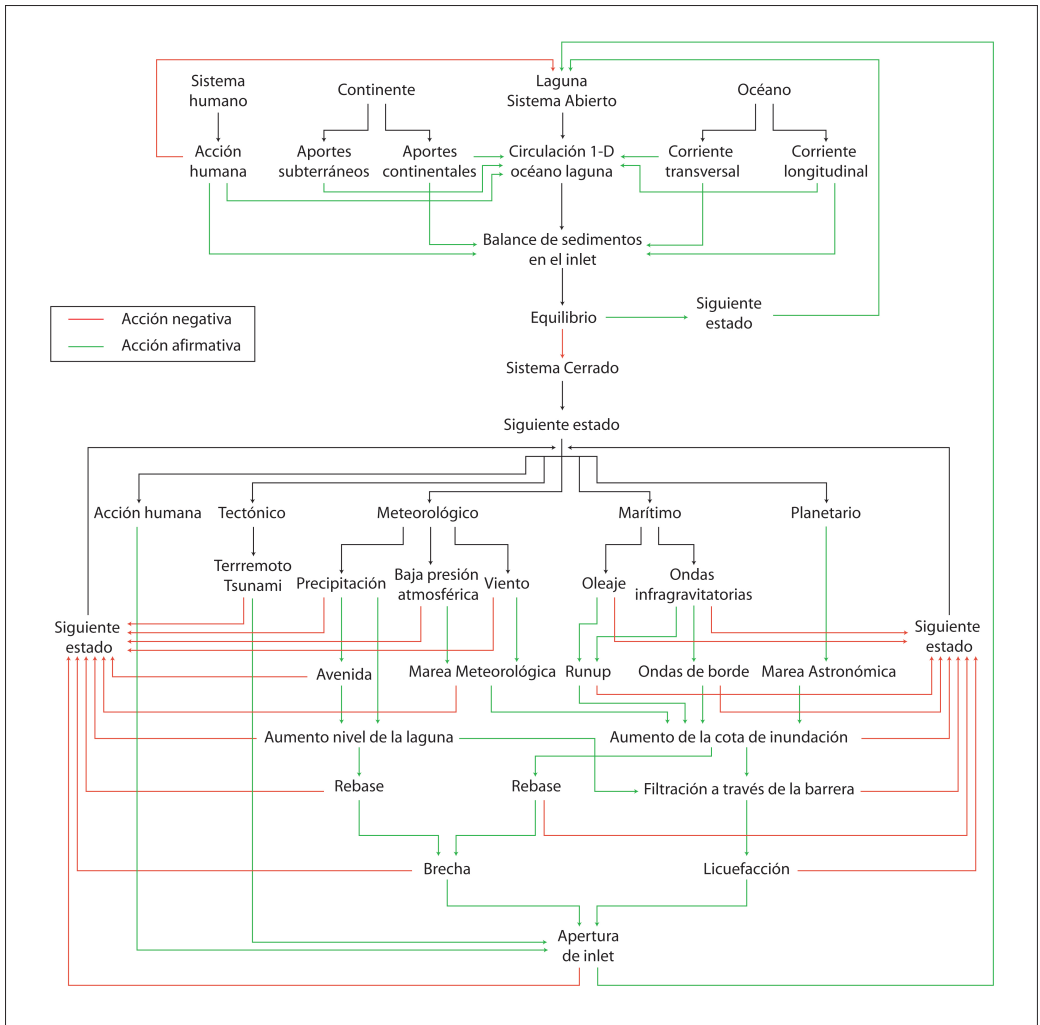 Sistema
humano
Continente
Laguna
Sistema Abierto
Océano
Acción
humana
Aportes
subterráneos
Aportes
continentales
Circulación 1-D
océano laguna
Corriente
transversal
Corriente
longitudinal
Balance de sedimentos
en el inlet
Acción negativa
Acción afirmativa
Equilibrio
Siguiente
estado
Sistema Cerrado
Siguiente estado
Acción humana
Tectónico
Meteorológico
Marítimo
Planetario
Terrremoto
Tsunami
Precipitación
Baja presión
atmosférica
Viento
Oleaje
Ondas
infragravitatorias
Siguiente
estado
Siguiente
estado
Avenida
Marea Meteorológica
Runup
Ondas de borde
Marea Astronómica
Aumento nivel de la laguna
Aumento de la cota de inundación
Rebase
Rebase
Filtración a través de la barrera
Brecha
Licuefacción
Apertura
de inlet